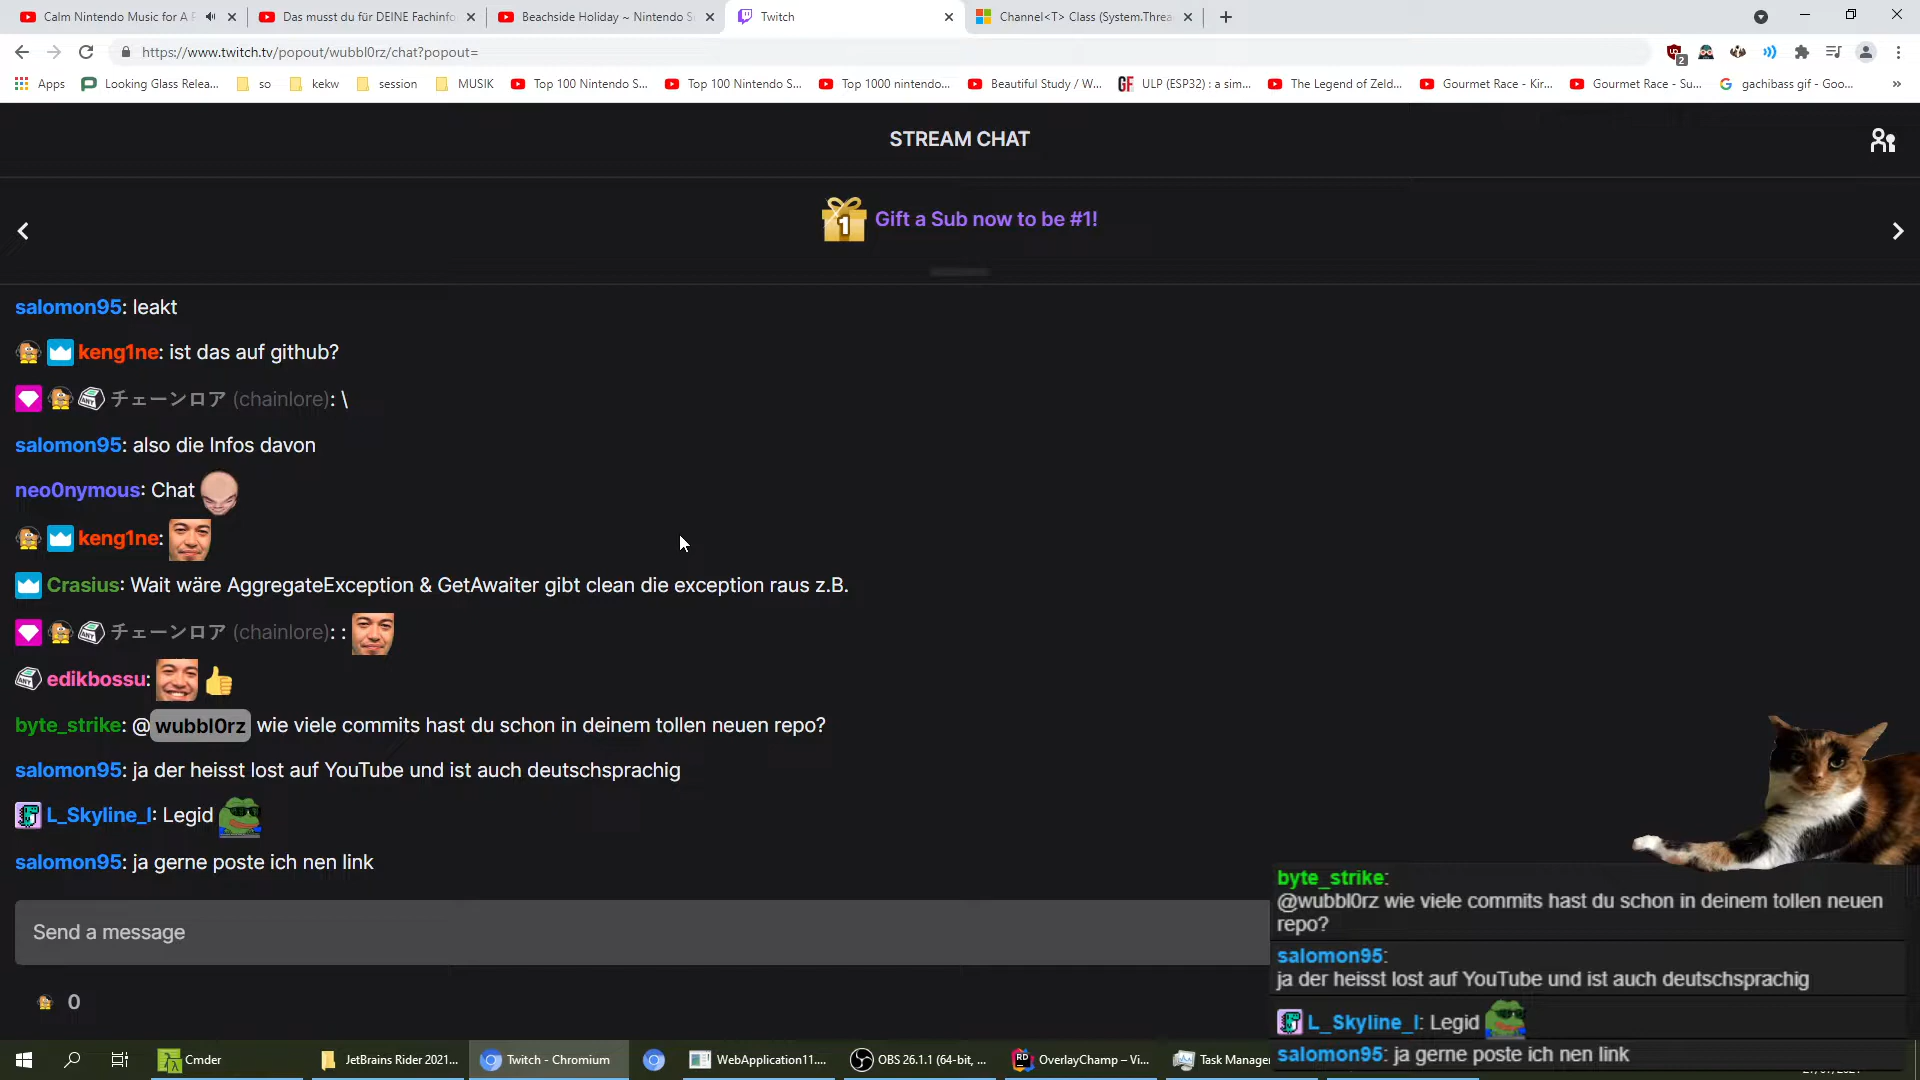 Calm Nintendo Music for A
Das musst du für DEINE Fachinfo
Beachside Holiday ~ Nintendo S
Twitch
Channel<T> Class (System.Threa
https://www.twitch.tv/popout/wubbl0rz/chat?popout=
2
Apps
Looking Glass Relea...
so
kekw
session
MUSIK
Top 100 Nintendo S...
Top 100 Nintendo S...
Top 1000 nintendo...
Beautiful Study / W...
GF ULP (ESP32) : a sim...
The Legend of Zeld...
Gourmet Race - Kir...
Gourmet Race - Su...
gachibass gif - Goo...
STREAM CHAT
1 Gift a Sub now to be #1!
salomon95: leakt
keng1ne: ist das auf github?
ANY チェーンロア (chainlore): \
salomon95: also die Infos davon
neo0nymous: Chat
keng1ne:
Crasius: Wait wäre AggregateException & GetAwaiter gibt clean die exception raus z.B.
ANY チェーンロア (chainlore): :
ANY edikbossu:
byte_strike: @wubbl0rz wie viele commits hast du schon in deinem tollen neuen repo?
salomon95: ja der heisst lost auf YouTube und ist auch deutschsprachig
L_Skyline_l: Legid
salomon95: ja gerne poste ich nen link
Send a message
0
byte_strike:
@wubbl0rz wie viele commits hast du schon in deinem tollen neuen
repo?
salomon95:
ja der heisst lost auf YouTube und ist auch deutschsprachig
L_Skyline_l: Legid
salomon95: ja gerne poste ich nen link
Cmder
JetBrains Rider 2021...
Twitch - Chromium
WebApplication11....
OBS 26.1.1 (64-bit, ...
RD OverlayChamp – Vi...
Task Manager